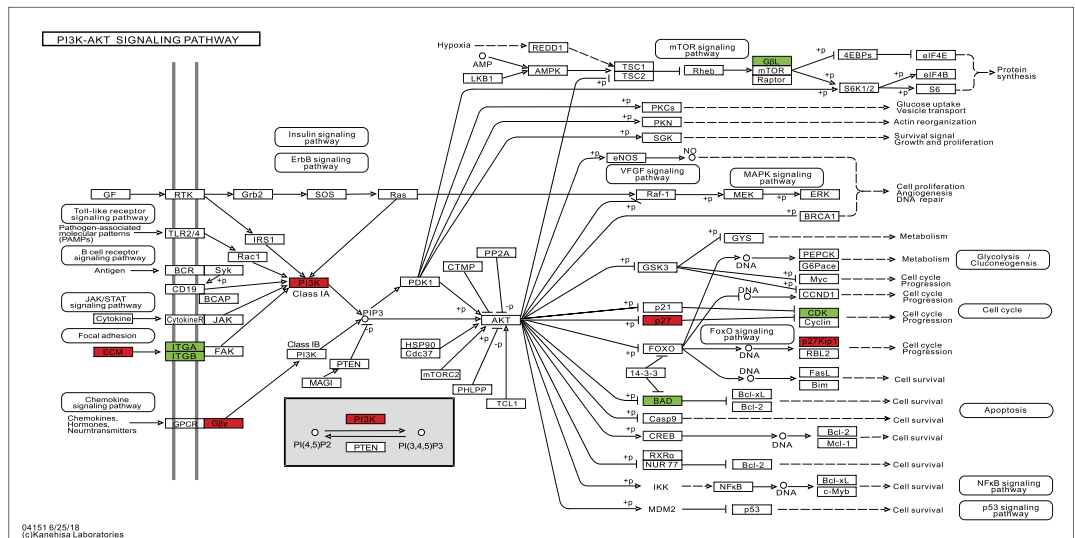 PI3K-AKT SIGNALING PATHWAY
Hypoxia
REDD1
AMP
LKB1
AMPK
TSC1
TSC2
Rheb
mTOR signaling
pathway
GβL
mTOR
Raptor
+p
4EBPs
eIF4E
+p
S6K1/2
+p
eIF4B
+p
S6
Protein
synthesis
+p
PKCs
Glucose uptake
Vesicle transport
+p
PKN
Actin reorganization
+p
SGK
Survival signal
Growth and proliferation
Insulin signaling
pathway
ErbB signaling
pathway
+p
eNOS
NO
VFGF signaling
pathway
MAPK signaling
pathway
GF
RTK
Grb2
SOS
Ras
Raf-1
+p
MEK
+p
ERK
+p
BRCA1
Cell proliferation
Angiogenesis
DNA repair
Toll-like receptor
signaling pathway
Pathogen-associated
molecular patterns
(PAMPs)
TLR2/4
IRS1
Rac1
B cell receptor
signaling pathway
Antigen
BCR
Syk
+p
CD19
BCAP
PI3K
Class IA
JAK/STAT
signaling pathway
Cytokine
CytokineR
JAK
Focal adhesion
ECM
ITGA
ITGB
FAK
PIP3
-p
Class IB
PI3K
PTEN
MAGI
PDK1
PP2A
CTMP
+p
-p
AKT
HSP90
Cdc37
+p
-p
mTORC2
PHLPP
TCL1
GYS
Metabolism
+p
GSK3
DNA
PEPCK
G6Pace
Metabolism
Glycolysis /
Gluconeogensis
Myc
Cell cycle
Progression
DNA
CCND1
Cell cycle
Progression
+p
p21
+p
p27
CDK
Cyclin
Cell cycle
Progression
Cell cycle
FoxO signaling
pathway
+p
FOXO
DNA
p27Kip1
RBL2
Cell cycle
Progression
14-3-3
DNA
FasL
Bim
Cell survival
+p
BAD
Bcl-xL
Bcl-2
Cell survival
Apoptosis
+p
Casp9
Cell survival
+p
CREB
DNA
Bcl-2
Mcl-1
Cell survival
+p
RXRα
NUR 77
Bcl-2
Cell survival
+p
IKK
NFκB
DNA
Bcl-xL
c-Myb
Cell survival
NFκB signaling
pathway
+p
MDM2
p53
Cell survival
p53 signaling
pathway
Chemokine
signaling pathway
Chemokines,
Hormones,
Neurntransmitters
GPCR
Gβγ
PI3K
PI(4,5)P2
PI(3,4,5)P3
PTEN
04151 6/25/18
(c)Kanehisa Laboratories